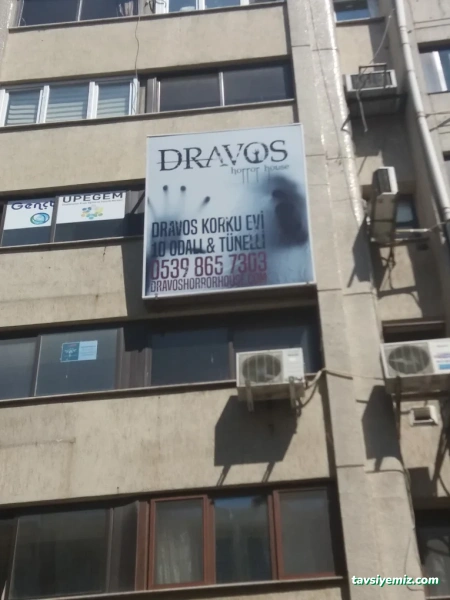 DRAVOS
horror house
DRAVOS KORKU EVİ
10 ODALI & TÜNELLİ
0539 865 7303
DRAVOSHORRORHOUSE.COM
Genç
UPEGEM
tavsiyemiz.com